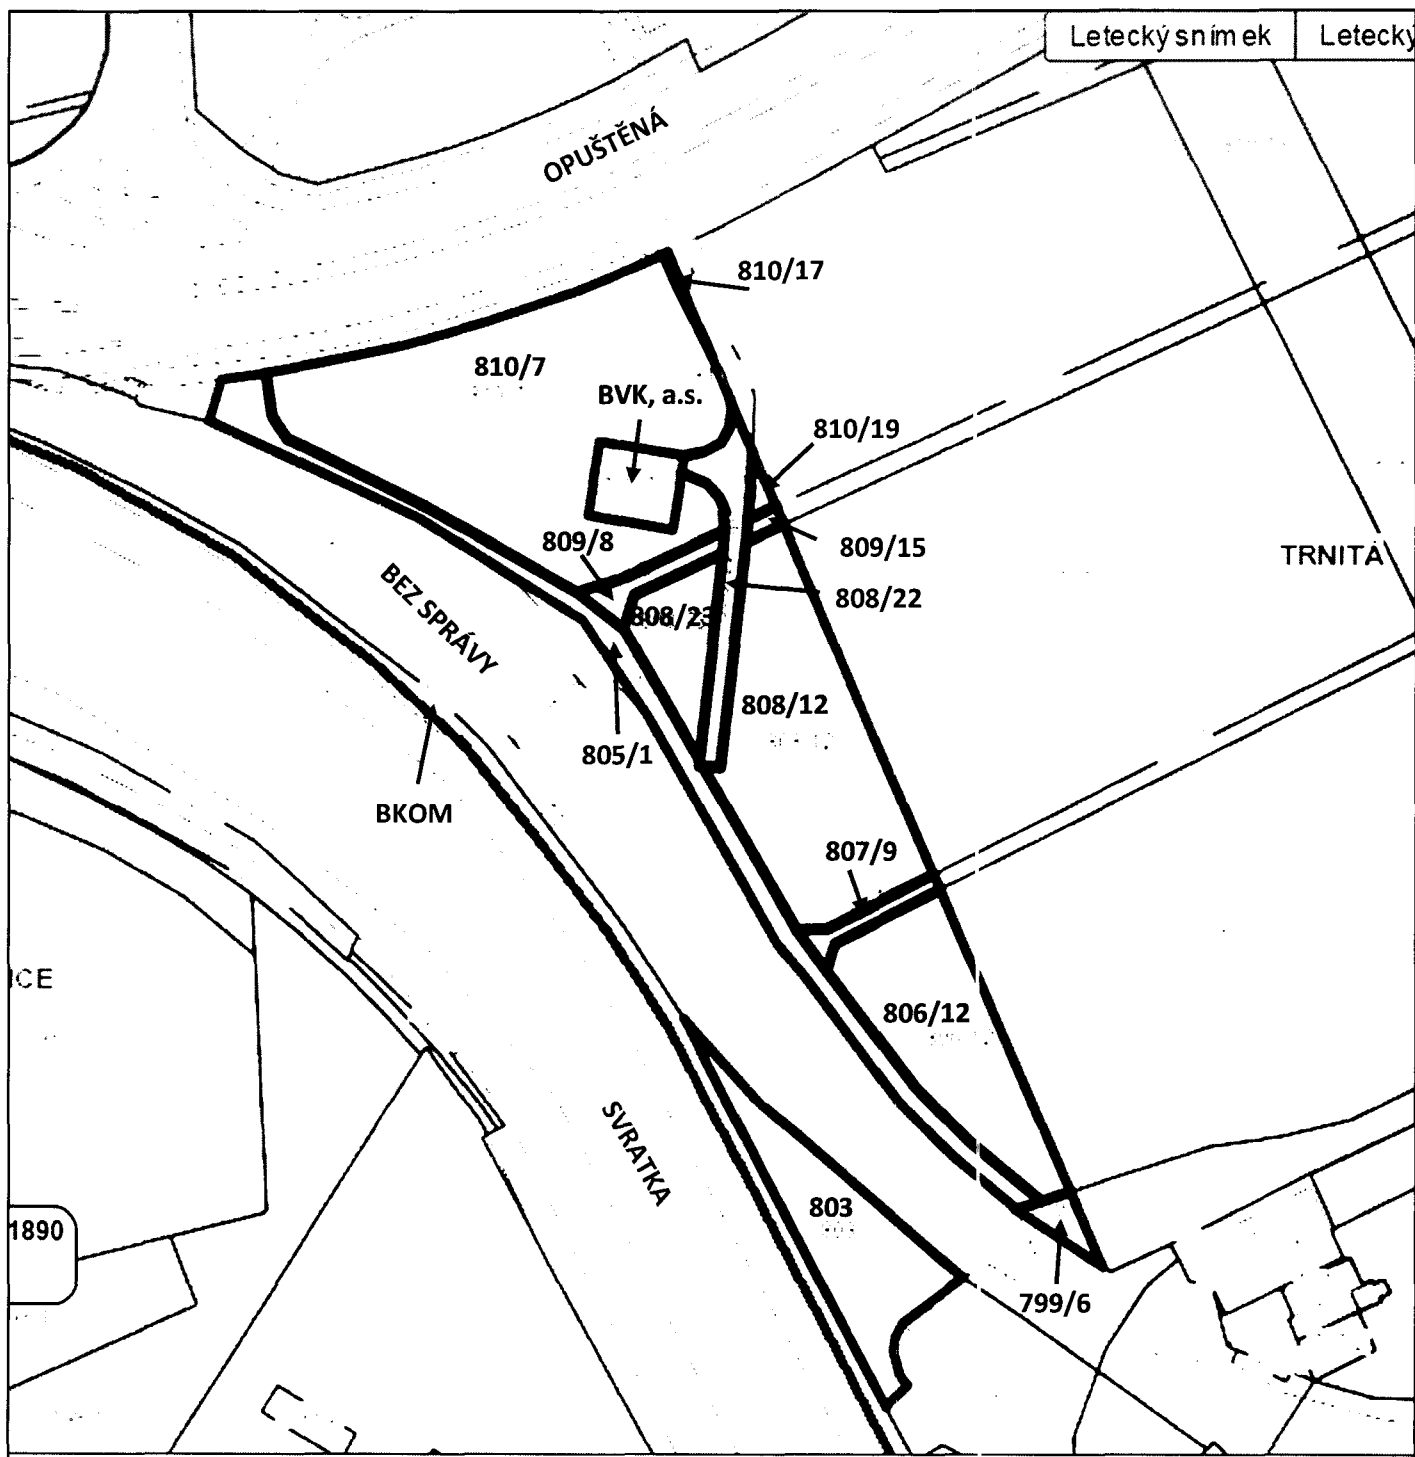 Letecký snímek
Letecký
OPUŠTĚNÁ
810/17
810/7
BVK, a.s.
810/19
809/8
809/15
TRNITÁ
BEZ SPRÁVY
808/22
808/23
808/12
805/1
BKOM
807/9
ICE
806/12
SVRATKA
803
1890
799/6